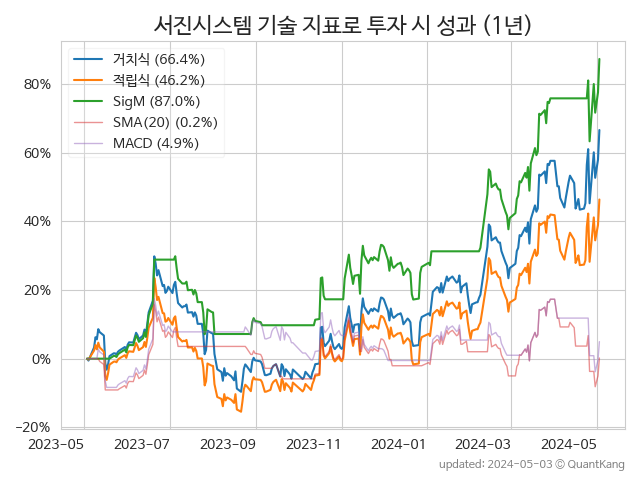 서진시스템 기술 지표로 투자 시 성과 (1년)
거치식 (66.4%)
적립식 (46.2%)
SigM (87.0%)
SMA(20) (0.2%)
MACD (4.9%)
80%
60%
40%
20%
0%
−20%
2023-05 2023-07 2023-09 2023-11 2024-01 2024-03 2024-05
updated: 2024-05-03 © QuantKang